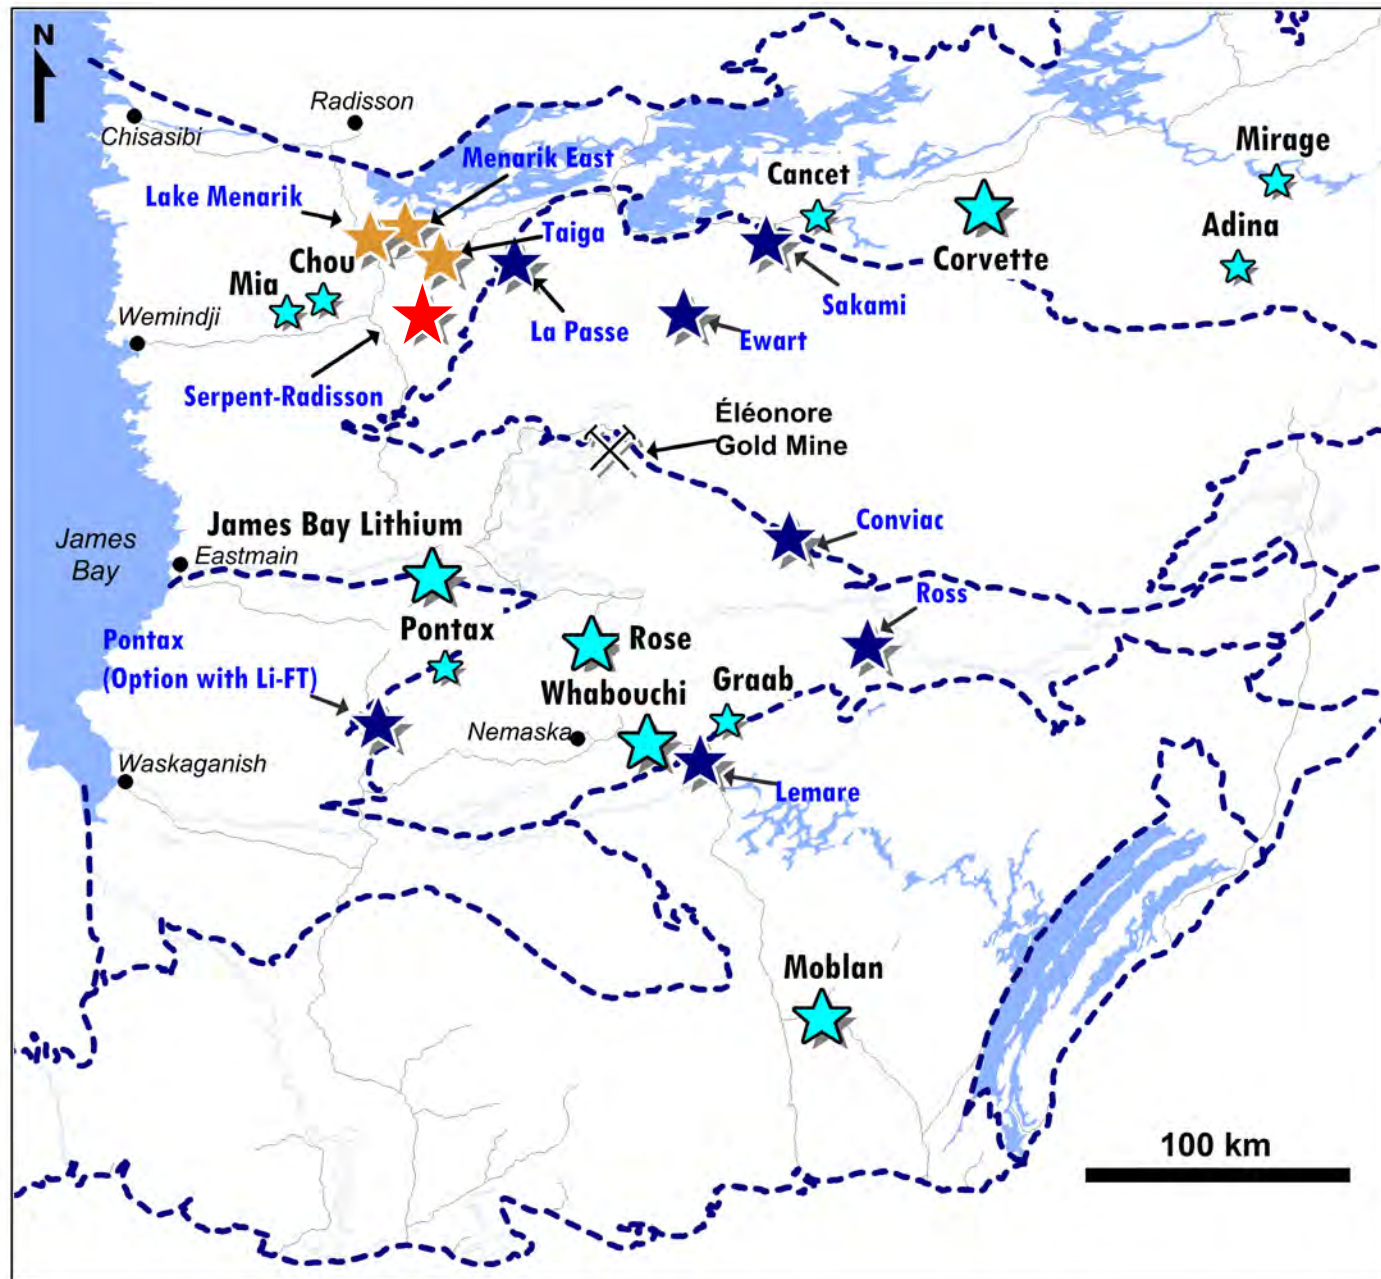 N
Radisson
Chisasibi
Menarik East
Mirage
Cancet
Lake Menarik
Adina
Taiga
Chou
Corvette
Mia
Sakami
Wemindji
La Passe
Ewart
Serpent-Radisson
Éléonore
Gold Mine
James Bay Lithium
Conviac
James
Bay
Eastmain
Ross
Pontax
Rose
Pontax
(Option with Li-FT)
Graab
Whabouchi
Nemaska
Waskaganish
Lemare
Moblan
100 km